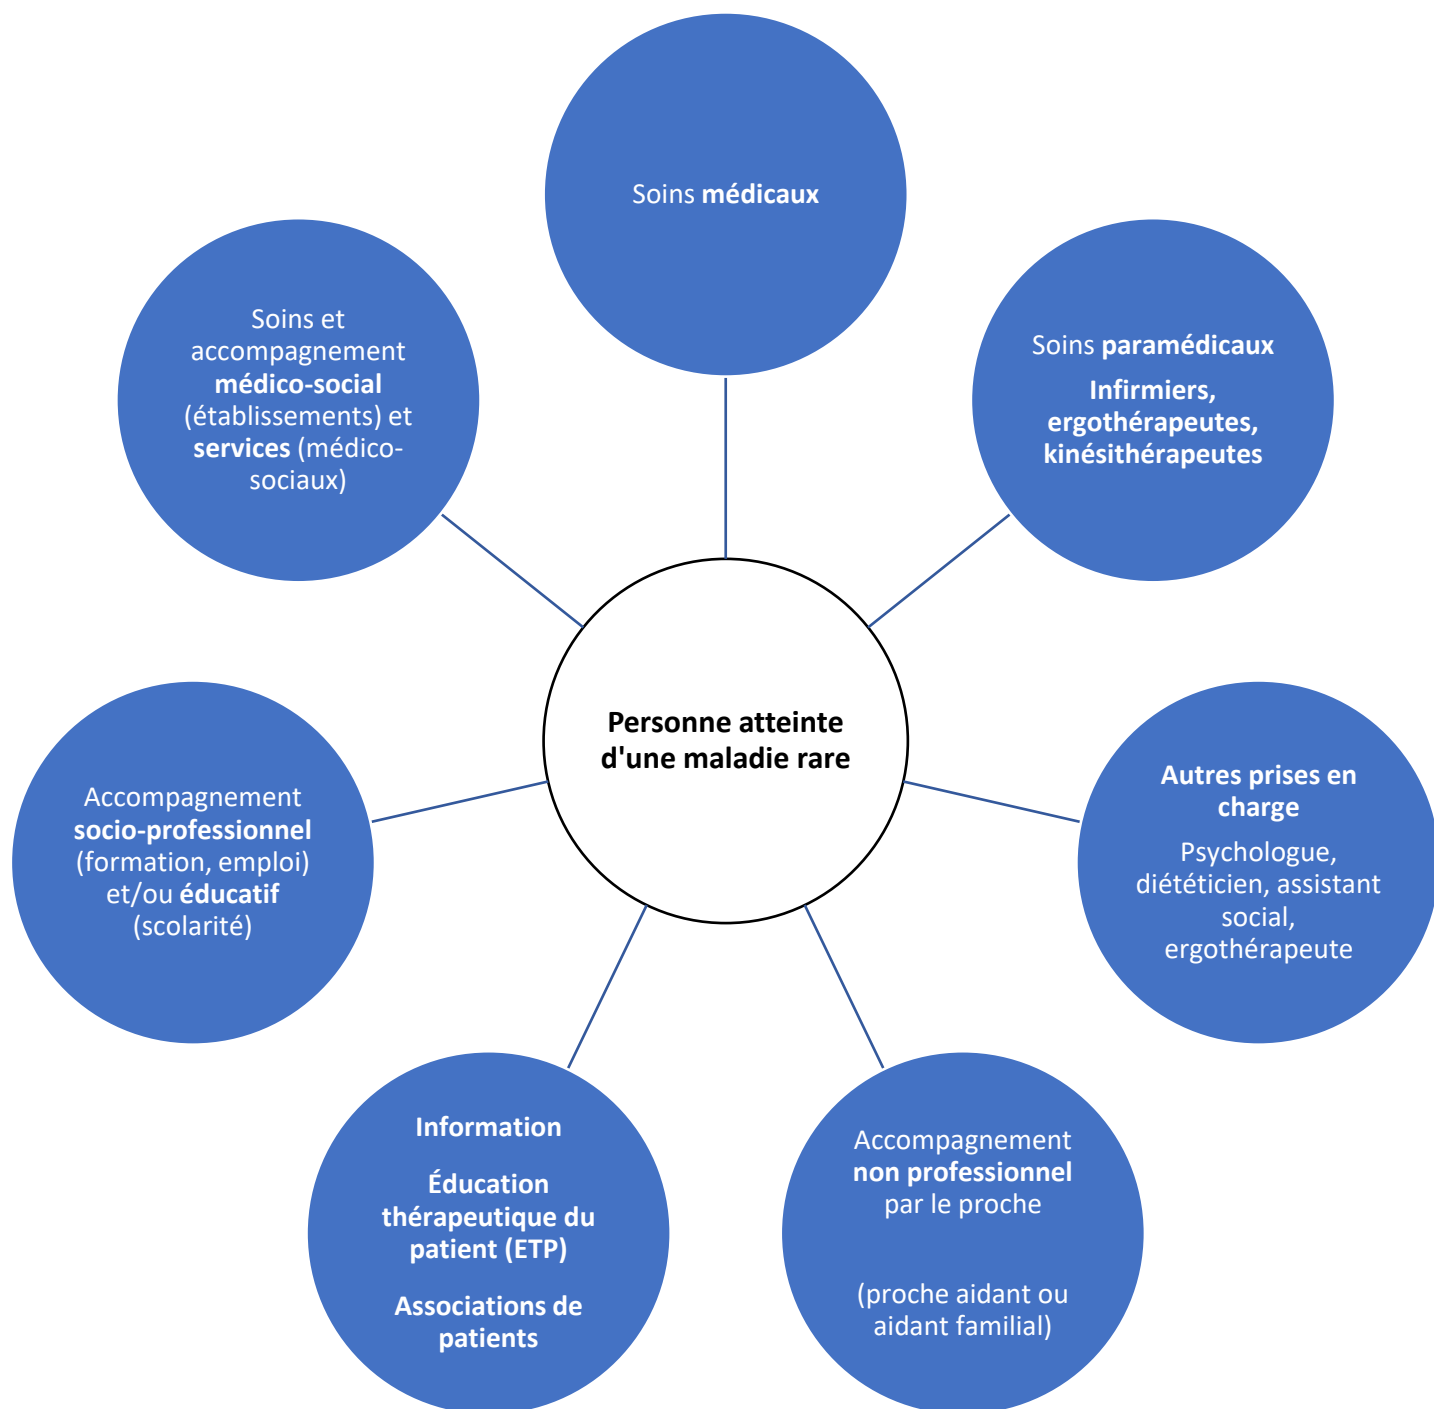 Soins médicaux
Soins paramédicaux
Infirmiers,
ergothérapeutes,
kinésithérapeutes
Autres prises en
charge
Psychologue,
diététicien, assistant
social,
ergothérapeute
Accompagnement
non professionnel
par le proche
(proche aidant ou
aidant familial)
Information
Éducation
thérapeutique du
patient (ETP)
Associations de
patients
Accompagnement
socio-professionnel
(formation, emploi)
et/ou éducatif
(scolarité)
Soins et
accompagnement
médico-social
(établissements) et
services (médico-
sociaux)
Personne atteinte
d'une maladie rare